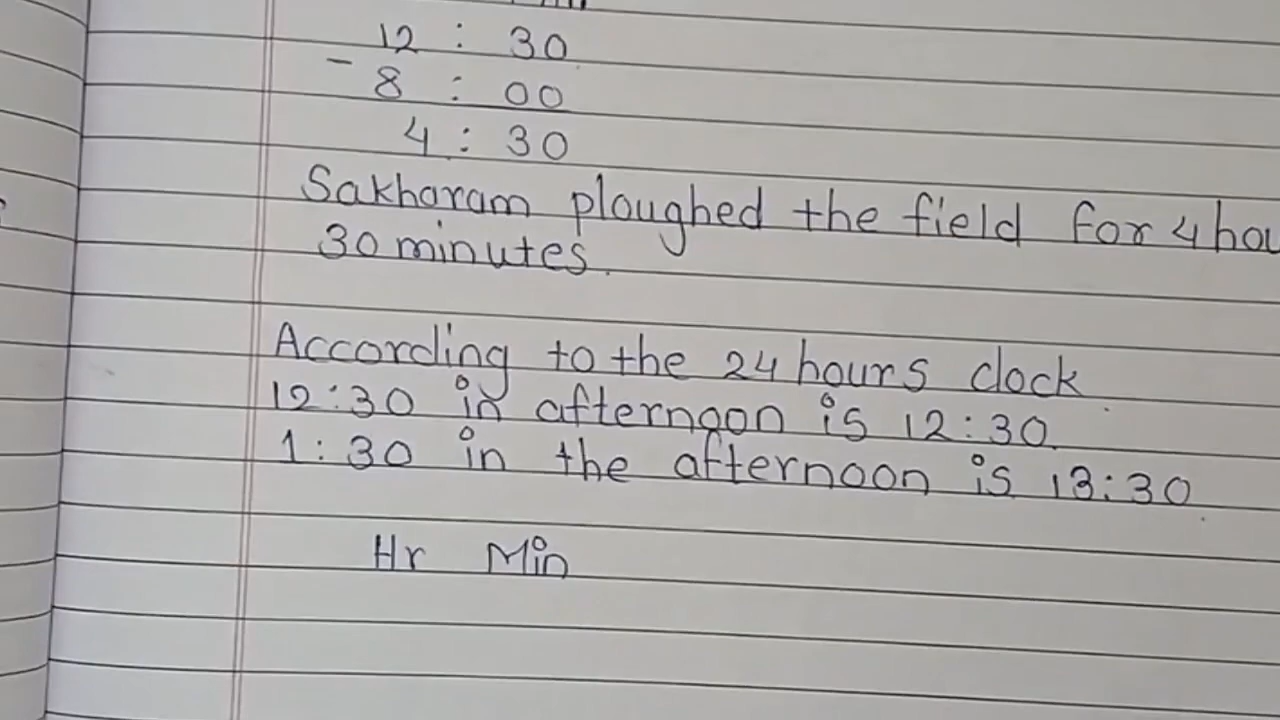 12 : 30
- 8 : 00
4 : 30
Sakharam ploughed the field for 4 hou
30 minutes.
According to the 24 hours clock
12:30 in afternoon is 12:30.
1:30 in the afternoon is 13:30
Hr Min